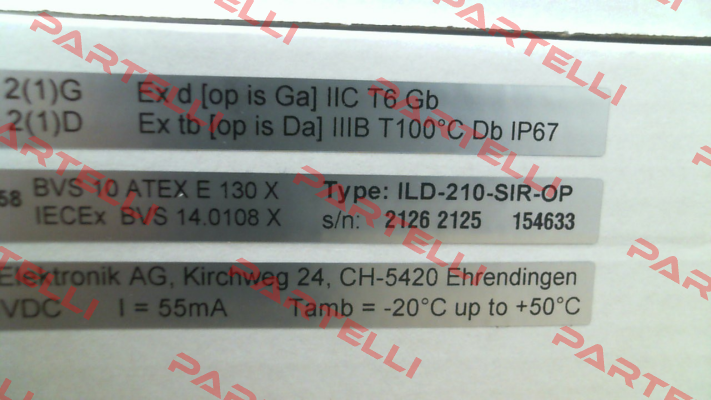 PARTELLI
PARTELLI
PARTELLI
2(1)G Ex d [op is Ga] IIC T6 Gb
2(1)D Ex tb [op is Da] IIIB T100°C Db IP67
58 BVS 10 ATEX E 130 X Type: ILD-210-SIR-OP
IECEx BVS 14.0108 X s/n: 2126 2125 154633
Elektronik AG, Kirchweg 24, CH-5420 Ehrendingen
VDC I = 55mA Tamb = -20°C up to +50°C
PARTELLI
PARTELLI
PARTELLI